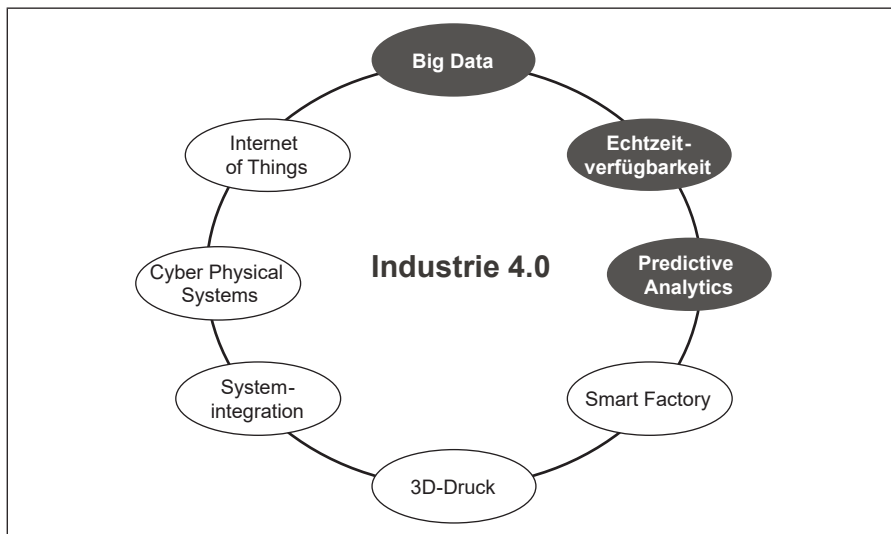 Big Data
Internet
of Things
Echtzeit-
verfügbarkeit
Cyber Physical
Systems
Industrie 4.0
Predictive
Analytics
System-
integration
Smart Factory
3D-Druck